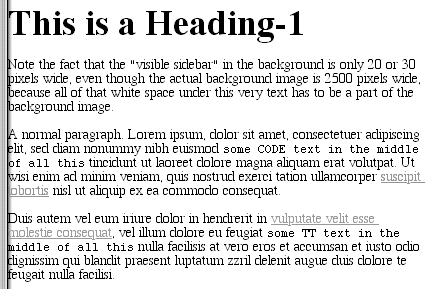 This is a Heading-1
Note the fact that the "visible sidebar" in the background is only 20 or 30
pixels wide, even though the actual background image is 2500 pixels wide,
because all of that white space under this very text has to be a part of the
background image.
A normal paragraph. Lorem ipsum, dolor sit amet, consectetuer adipiscing
elit, sed diam nonummy nibh euismod some CODE text in the middle
of all this tincidunt ut laoreet dolore magna aliquam erat volutpat. Ut
wisi enim ad minim veniam, quis nostrud exerci tation ullamcorper suscipit
lobortis nisl ut aliquip ex ea commodo consequat.
Duis autem vel eum iriure dolor in hendrerit in vulputate velit esse
molestie consequat, vel illum dolore eu feugiat some TT text in the
middle of all this nulla facilisis at vero eros et accumsan et iusto odio
dignissim qui blandit praesent luptatum zzril delenit augue duis dolore te
feugait nulla facilisi.